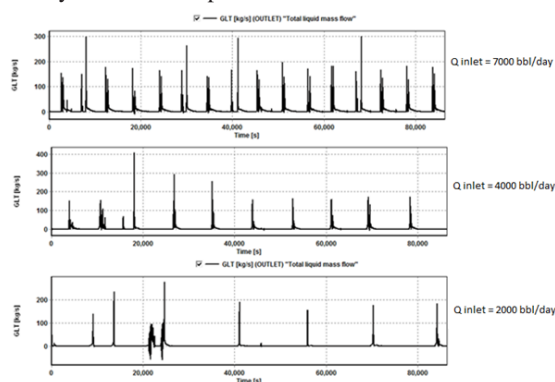 GLT [kg/s] (OUTLET) "Total liquid mass flow"
GLT [kg/s]
300
200
100
0
0
20,000
40,000
60,000
80,000
Time [s]
Q inlet = 7000 bbl/day
GLT [kg/s]
400
300
200
100
0
0
20,000
40,000
60,000
80,000
Time [s]
Q inlet = 4000 bbl/day
GLT [kg/s] (OUTLET) "Total liquid mass flow"
GLT [kg/s]
200
100
0
0
20,000
40,000
60,000
80,000
Time [s]
Q inlet = 2000 bbl/day